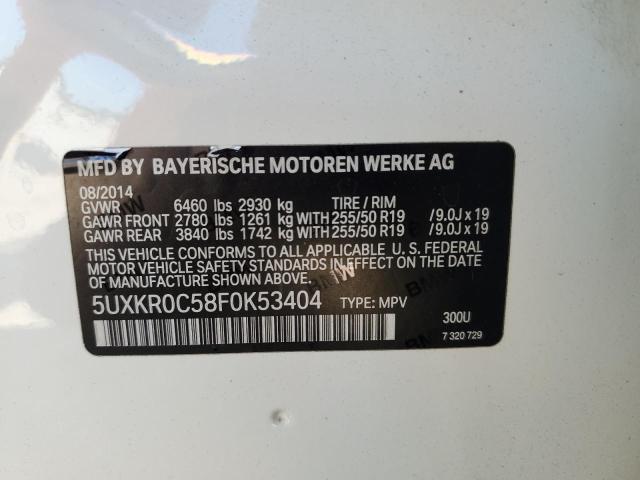 MFD BY BAYERISCHE MOTOREN WERKE AG
08/2014
GVWR 6460 lbs 2930 kg TIRE / RIM
GAWR FRONT 2780 lbs 1261 kg WITH 255/50 R19 / 9.0J x 19
GAWR REAR 3840 lbs 1742 kg WITH 255/50 R19 / 9.0J x 19
THIS VEHICLE CONFORMS TO ALL APPLICABLE U. S. FEDERAL
MOTOR VEHICLE SAFETY STANDARDS IN EFFECT ON THE
DATE OF MANUFACTURE SHOWN ABOVE.
5UXKR0C58F0K53404 TYPE: MPV 300U
7 320 729